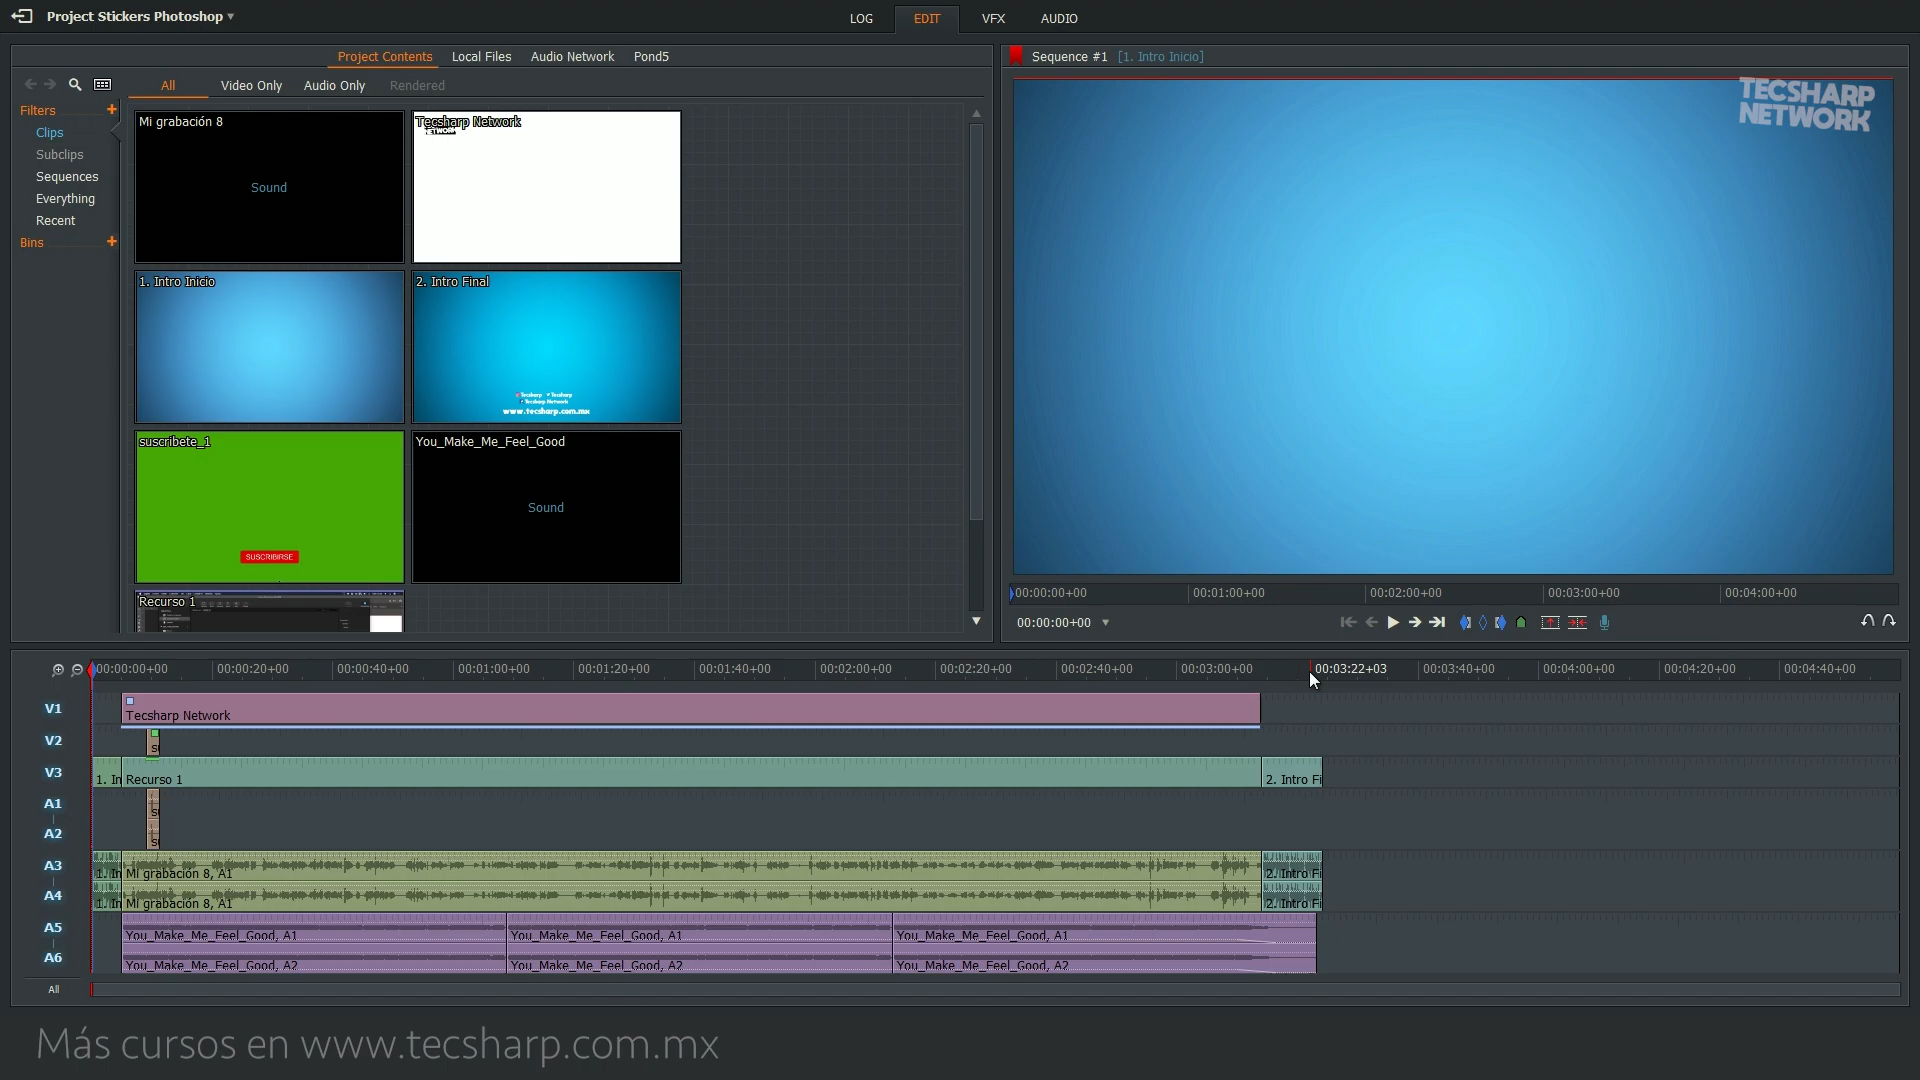 Project Stickers Photoshop
LOG EDIT VFX AUDIO
Project Contents Local Files Audio Network Pond5
Sequence #1 [1. Intro Inicio]
All Video Only Audio Only Rendered
Filters
Clips
Subclips
Sequences
Everything
Recent
Bins
Mi grabación 8
Sound
Tecsharp Network
NETWORK
1. Intro Inicio
2. Intro Final
Tecsharp Tecsharp
Tecsharp Network
www.tecsharp.com.mx
suscribete_1
SUSCRIBIRSE
You_Make_Me_Feel_Good
Sound
Recurso 1
TECSHARP
NETWORK
00:00:00+00 00:01:00+00 00:02:00+00 00:03:00+00 00:04:00+00
00:00:00+00
00:00:00+00 00:00:20+00 00:00:40+00 00:01:00+00 00:01:20+00 00:01:40+00 00:02:00+00 00:02:20+00 00:02:40+00 00:03:00+00 00:03:22+03 00:03:40+00 00:04:00+00 00:04:20+00 00:04:40+00
V1
Tecsharp Network
V2
V3
1. In Recurso 1 2. Intro Fi
A1
A2
A3
1. In Mi grabación 8, A1 2. Intro Fi
A4
1. In Mi grabación 8, A1 2. Intro Fi
A5
You_Make_Me_Feel_Good, A1 You_Make_Me_Feel_Good, A1 You_Make_Me_Feel_Good, A1
A6
You_Make_Me_Feel_Good, A2 You_Make_Me_Feel_Good, A2 You_Make_Me_Feel_Good, A2
All
Más cursos en www.tecsharp.com.mx